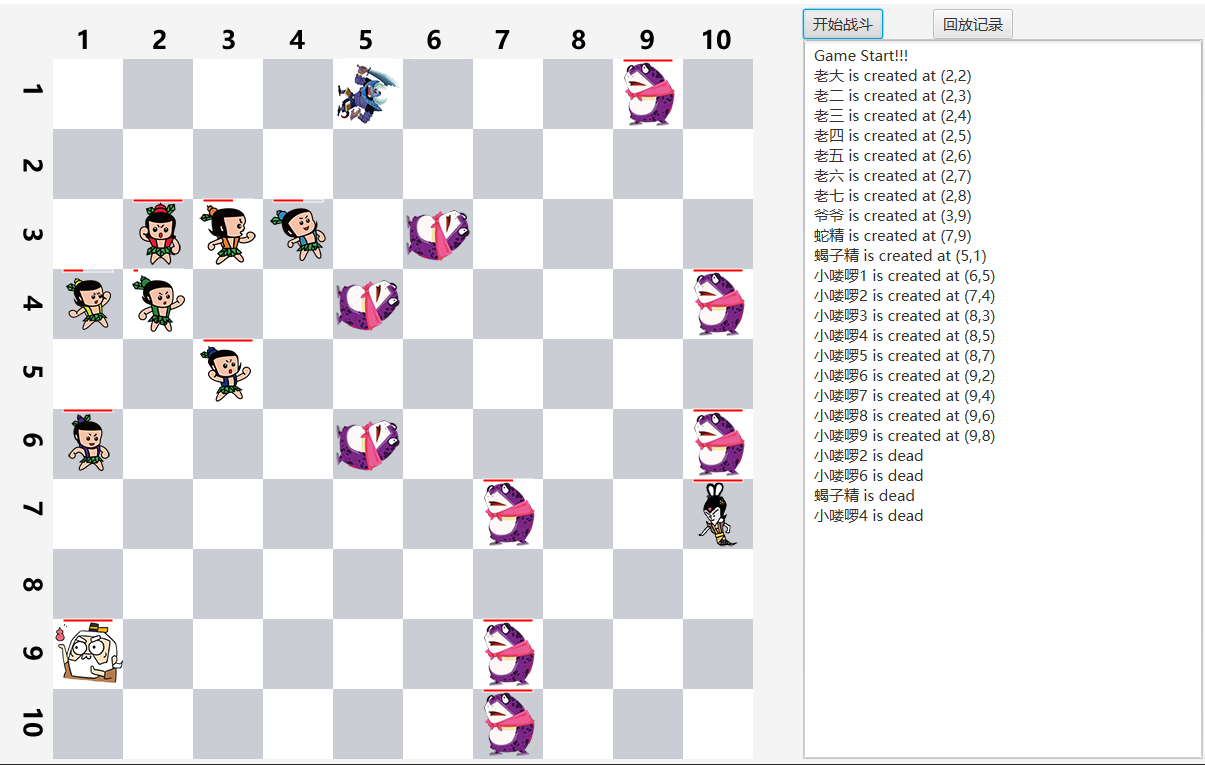 开始战斗 回放记录
1 2 3 4 5 6 7 8 9 10
1
2
3
4
5
6
7
8
9
10
Game Start!!!
老大 is created at (2,2)
老二 is created at (2,3)
老三 is created at (2,4)
老四 is created at (2,5)
老五 is created at (2,6)
老六 is created at (2,7)
老七 is created at (2,8)
爷爷 is created at (3,9)
蛇精 is created at (7,9)
蝎子精 is created at (5,1)
小喽啰1 is created at (6,5)
小喽啰2 is created at (7,4)
小喽啰3 is created at (8,3)
小喽啰4 is created at (8,5)
小喽啰5 is created at (8,7)
小喽啰6 is created at (9,2)
小喽啰7 is created at (9,4)
小喽啰8 is created at (9,6)
小喽啰9 is created at (9,8)
小喽啰2 is dead
小喽啰6 is dead
蝎子精 is dead
小喽啰4 is dead